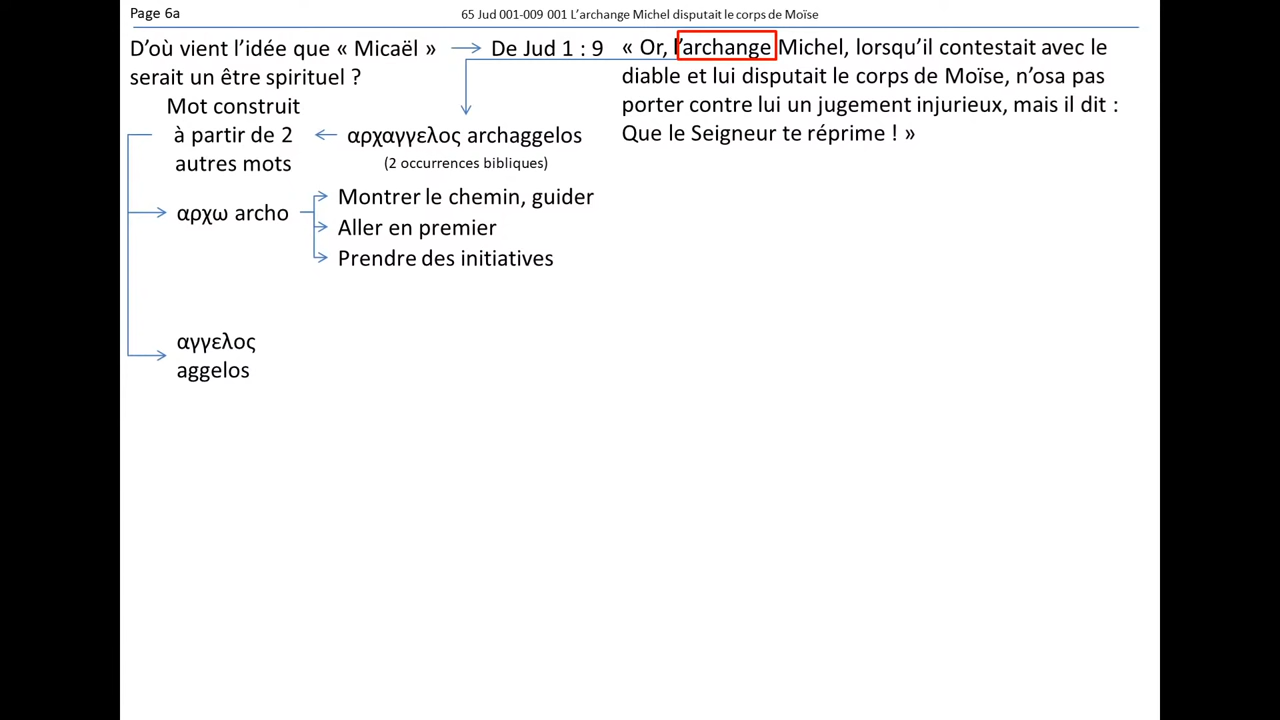 Page 6a
65 Jud 001-009 001 L’archange Michel disputait le corps de Moïse
D’où vient l’idée que « Micaël »
serait un être spirituel ?
De Jud 1 : 9
« Or, l’archange Michel, lorsqu’il contestait avec le
diable et lui disputait le corps de Moïse, n’osa pas
porter contre lui un jugement injurieux, mais il dit :
Que le Seigneur te réprime ! »
Mot construit
à partir de 2
autres mots
αρχαγγελος archaggelos
(2 occurrences bibliques)
αρχω archo
Montrer le chemin, guider
Aller en premier
Prendre des initiatives
αγγελος
aggelos